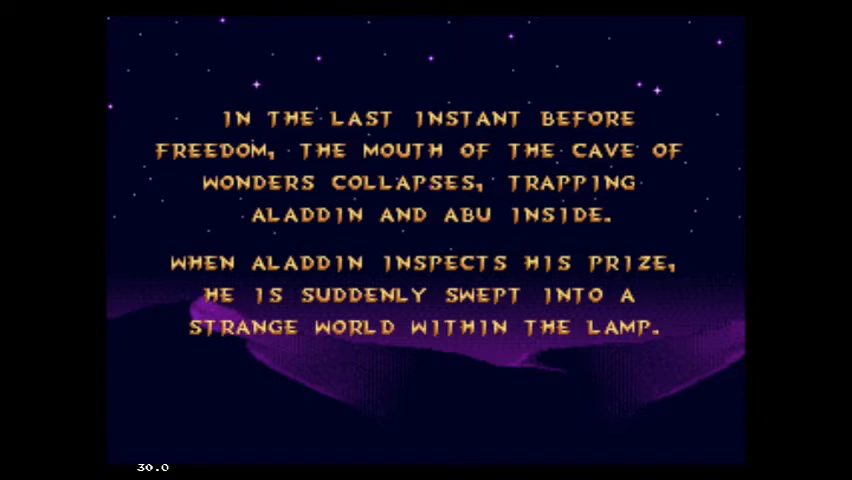 IN THE LAST INSTANT BEFORE
FREEDOM, THE MOUTH OF THE CAVE OF
WONDERS COLLAPSES, TRAPPING
ALADDIN AND ABU INSIDE.
WHEN ALADDIN INSPECTS HIS PRIZE,
HE IS SUDDENLY SWEPT INTO A
STRANGE WORLD WITHIN THE LAMP.
30.0